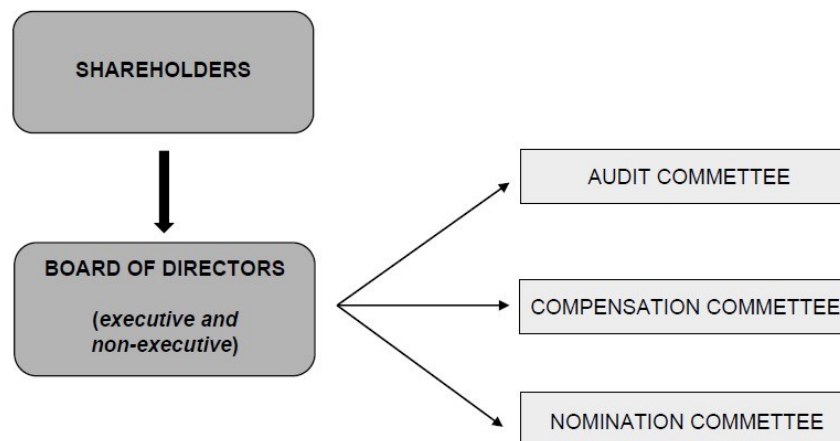 SHAREHOLDERS
AUDIT COMMETTEE
BOARD OF DIRECTORS
(executive and
non-executive)
COMPENSATION COMMETTEE
NOMINATION COMMETTEE